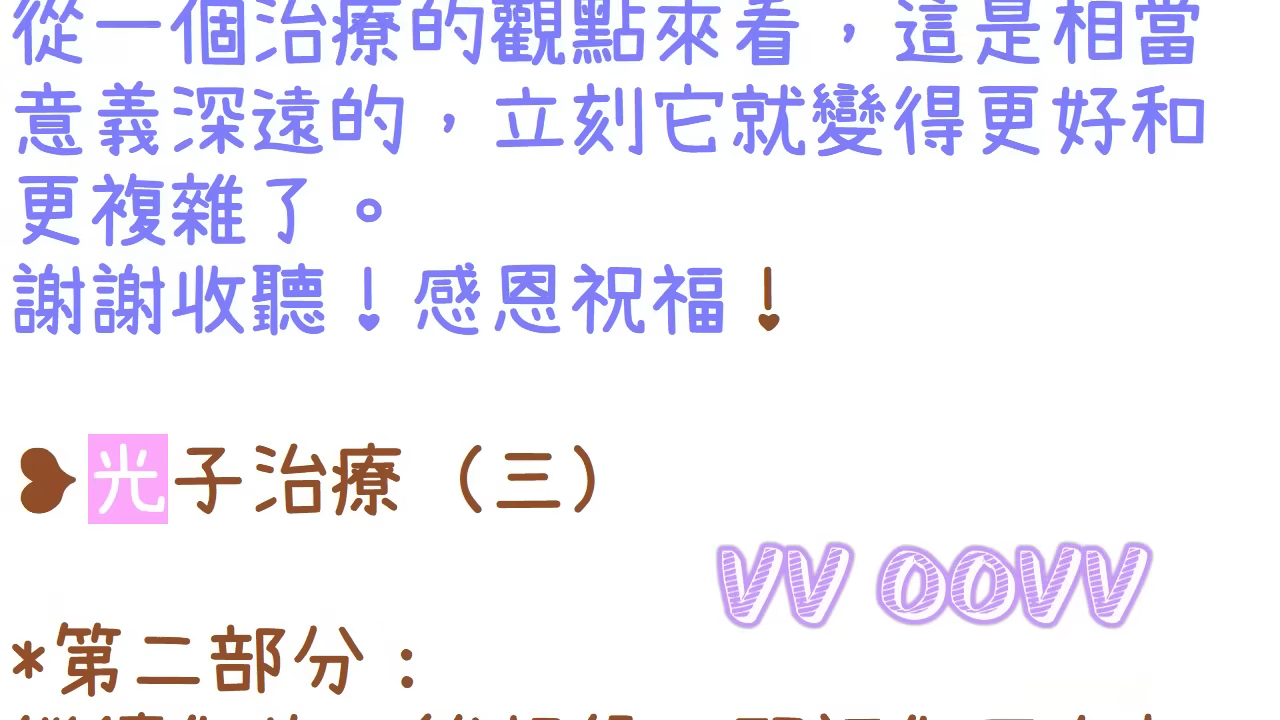 從一個治療的觀點來看，這是相當
意義深遠的，立刻它就變得更好和
更複雜了。
謝謝收聽！感恩祝福！
❥光子治療（三）
VV OOVV
*第二部分：